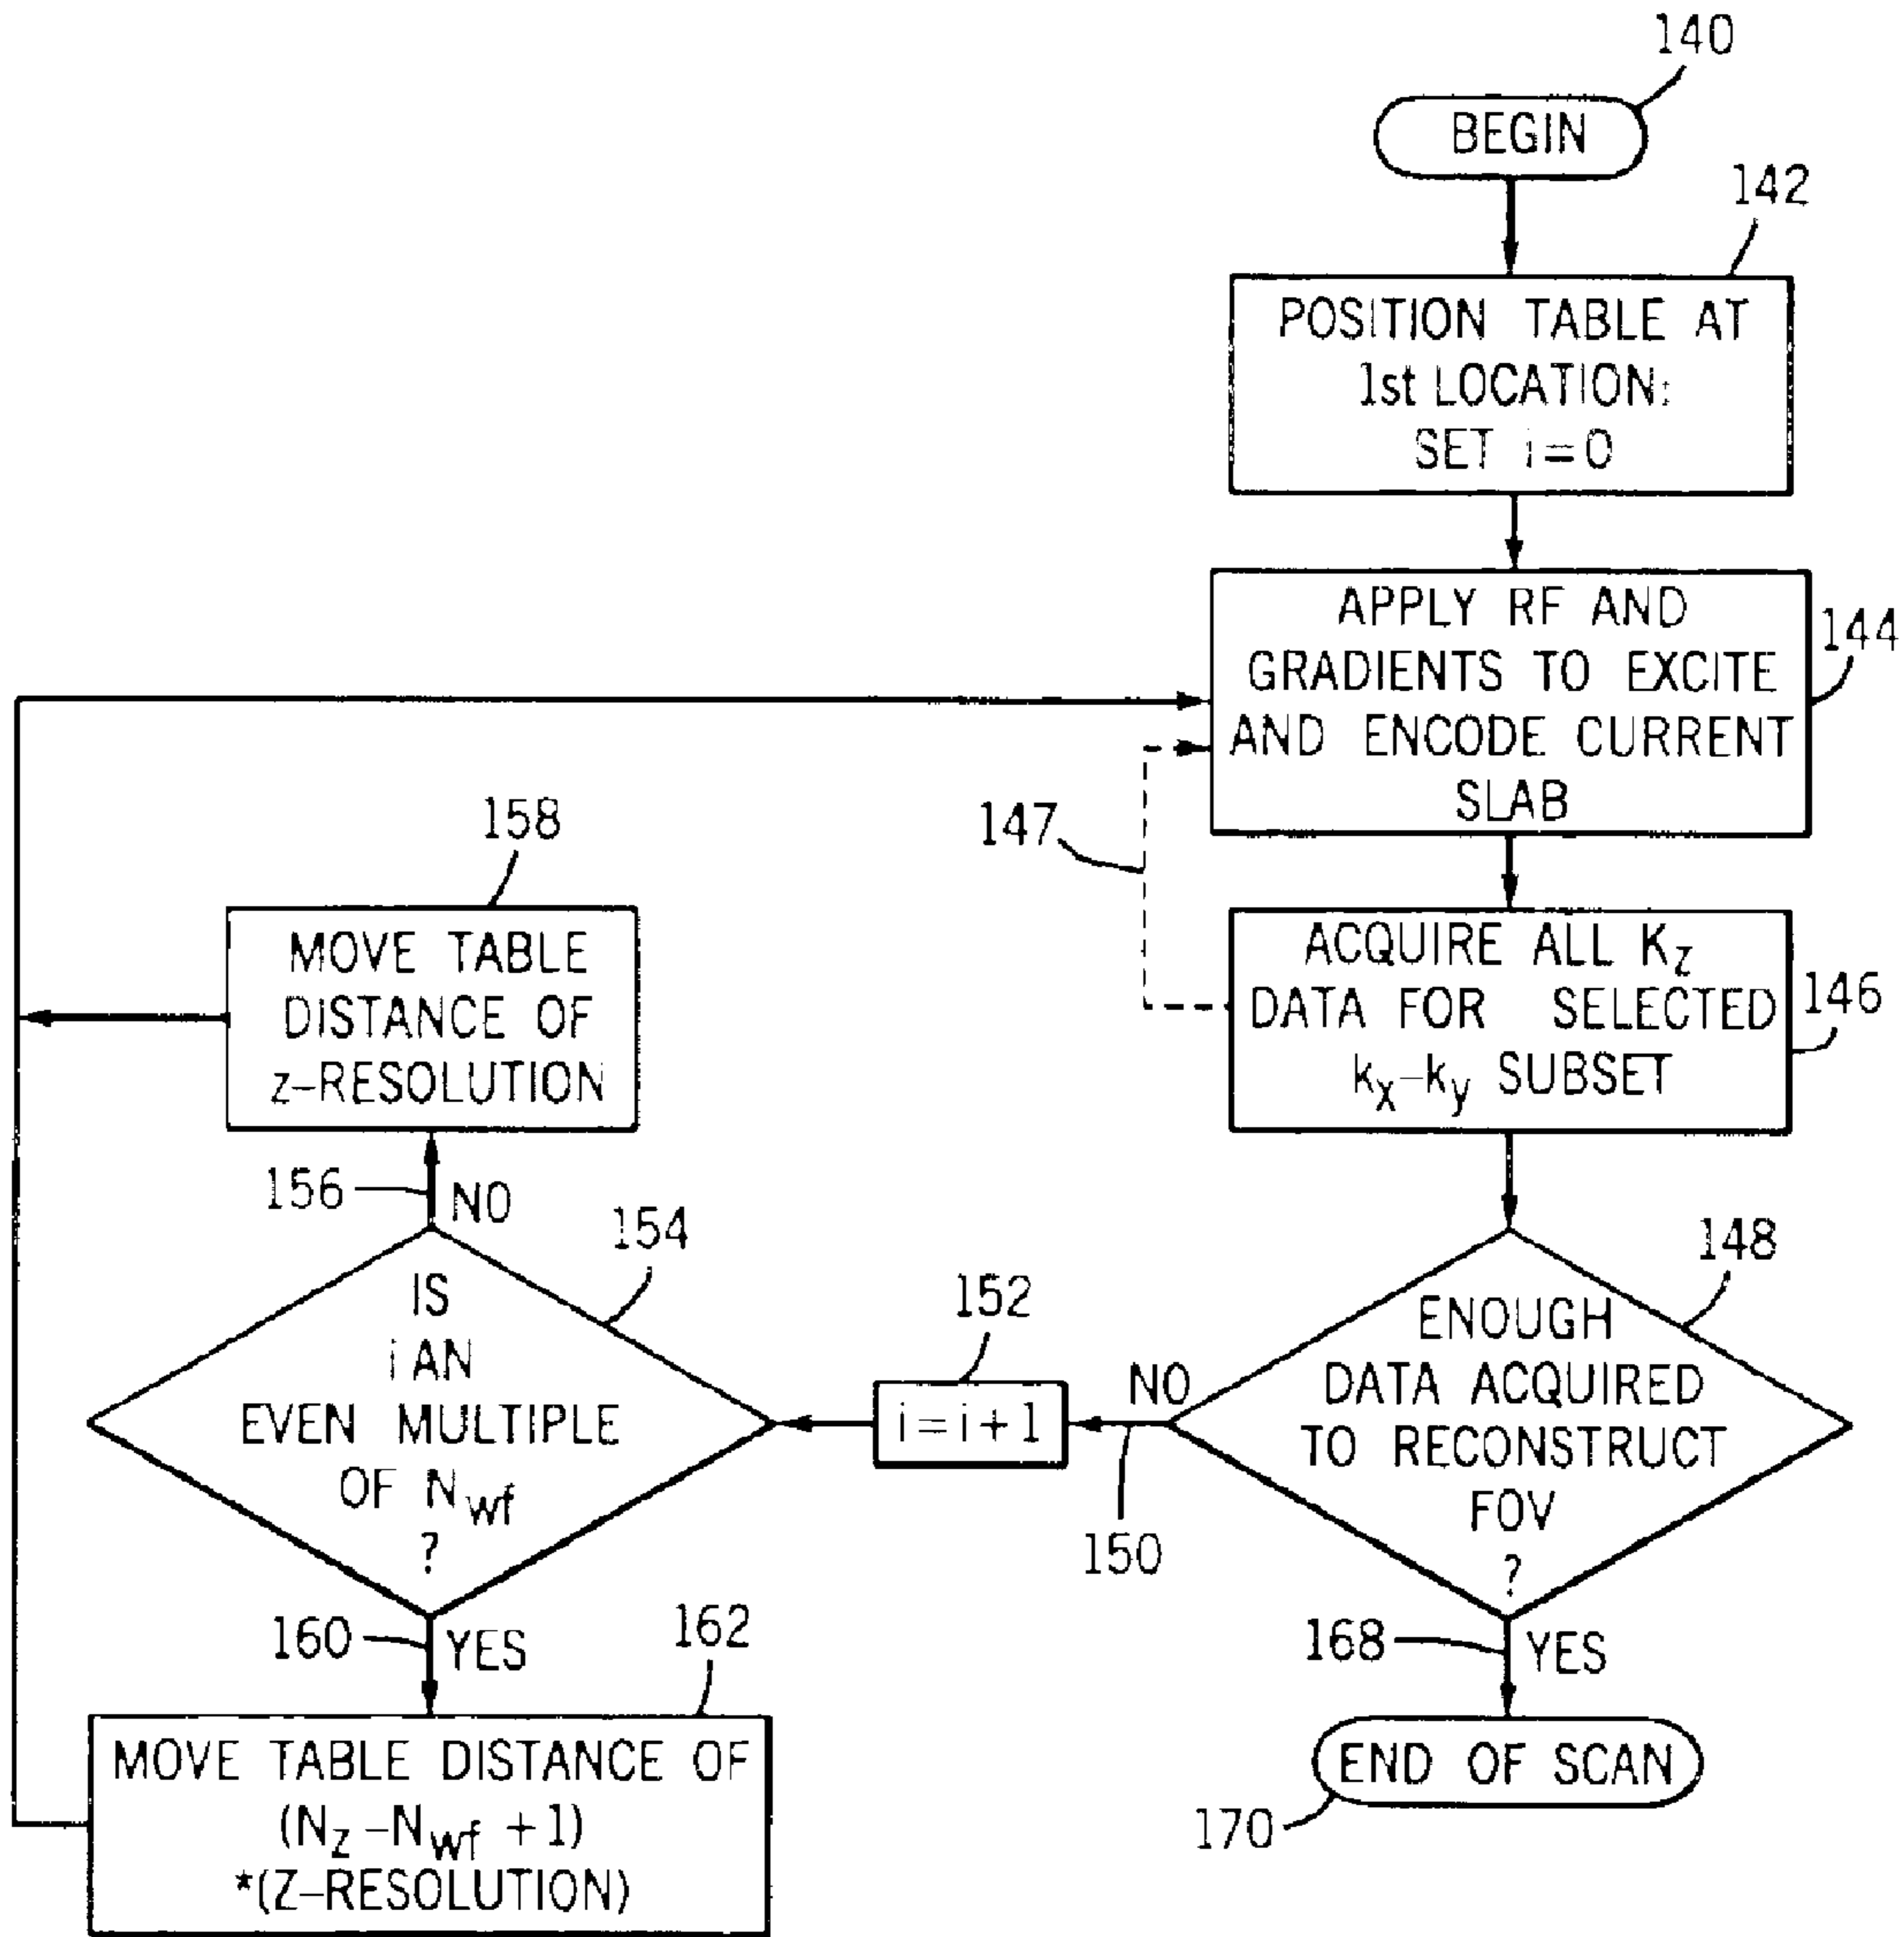 140
BEGIN
142
POSITION TABLE AT
1st LOCATION:
SET i=0
APPLY RF AND
GRADIENTS TO EXCITE
AND ENCODE CURRENT
SLAB
144
147
158
MOVE TABLE
DISTANCE OF
z-RESOLUTION
ACQUIRE ALL Kz
DATA FOR SELECTED
kx-ky SUBSET
146
156
NO
154
IS
i AN
EVEN MULTIPLE
OF Nwf
?
152
i=i+1
NO
150
148
ENOUGH
DATA ACQUIRED
TO RECONSTRUCT
FOV
?
160
YES
162
MOVE TABLE DISTANCE OF
(Nz-Nwf+1)
*(Z-RESOLUTION)
168
YES
END OF SCAN
170